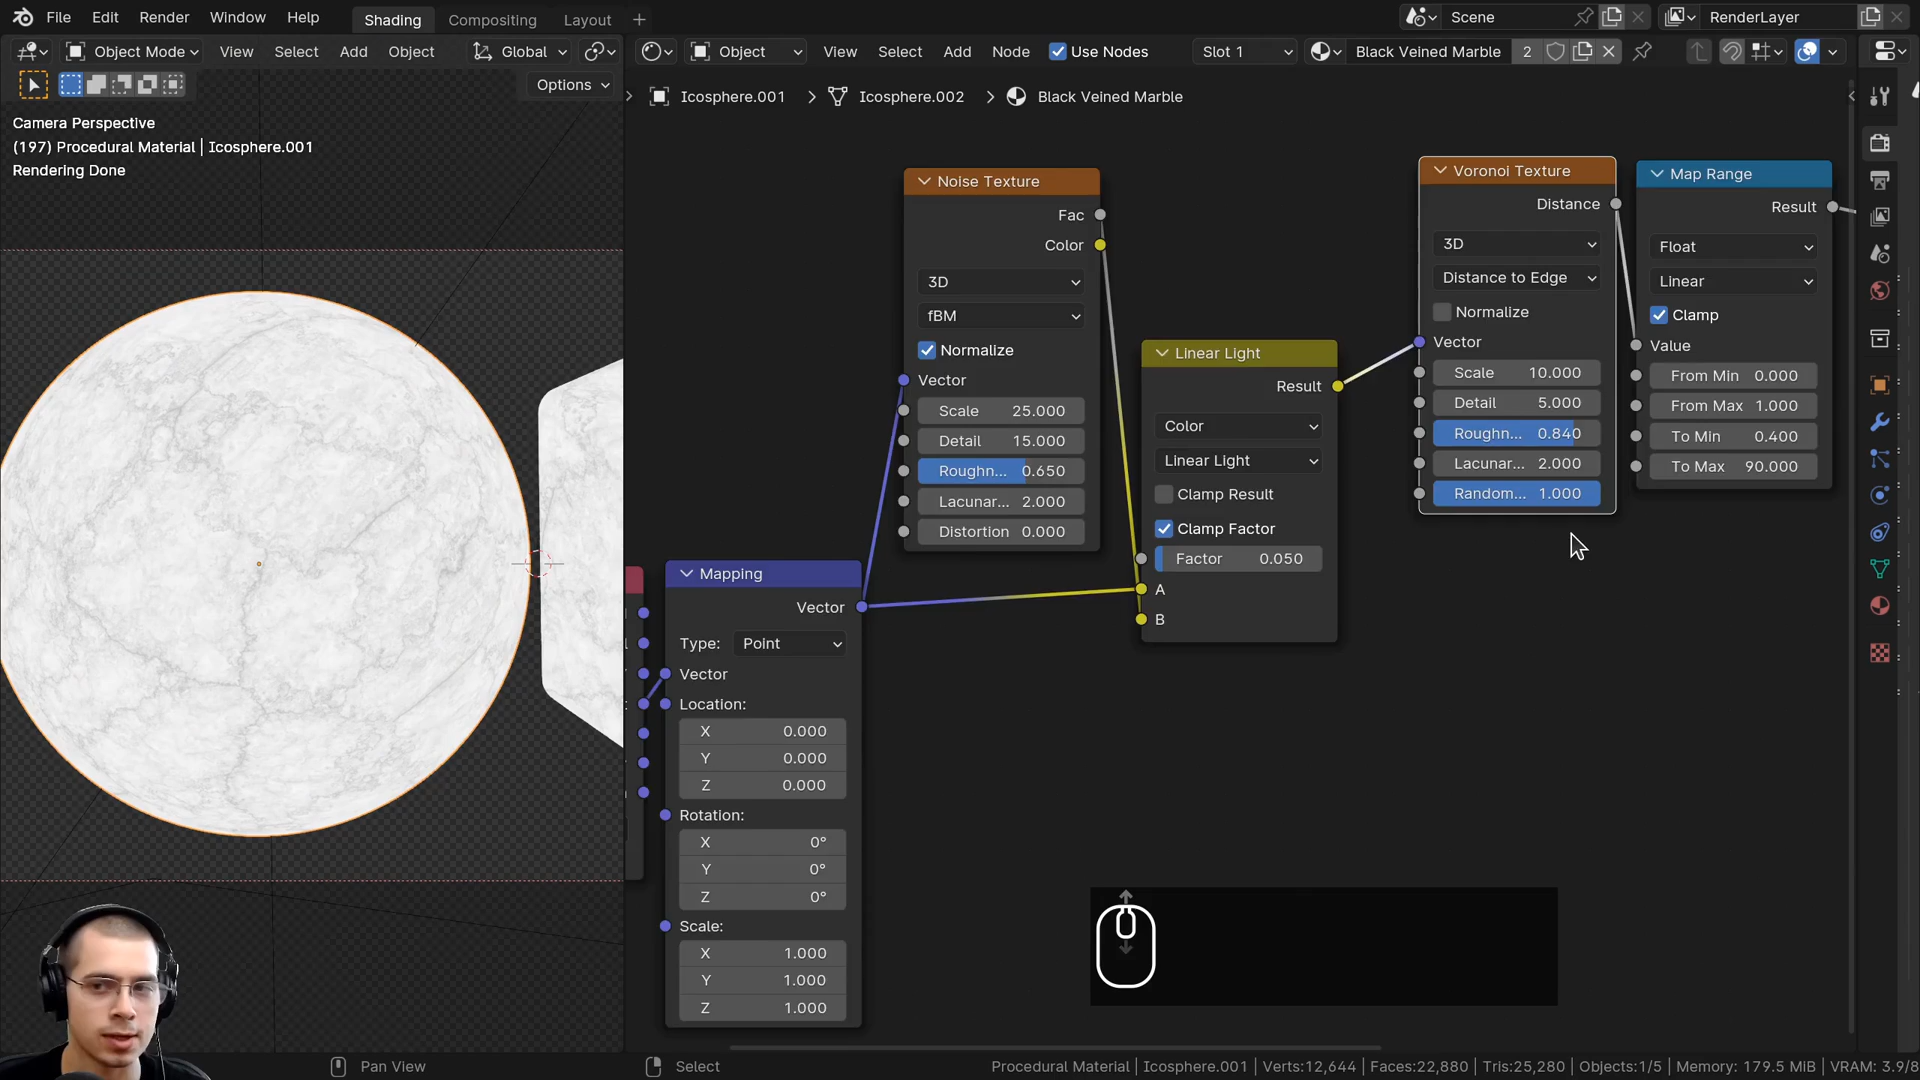 File Edit Render Window Help Shading Compositing Layout + Scene RenderLayer
Object Mode View Select Add Object Global Object View Select Add Node Use Nodes Slot 1 Black Veined Marble 2
Options
Icosphere.001 > Icosphere.002 > Black Veined Marble
Camera Perspective
(197) Procedural Material | Icosphere.001
Rendering Done
Noise Texture
Fac
Color
3D
fBM
Normalize
Vector
Scale 25.000
Detail 15.000
Roughn... 0.650
Lacunar... 2.000
Distortion 0.000
Mapping
Vector
Type: Point
Vector
Location:
X 0.000
Y 0.000
Z 0.000
Rotation:
X 0°
Y 0°
Z 0°
Scale:
X 1.000
Y 1.000
Z 1.000
Linear Light
Result
Color
Linear Light
Clamp Result
Clamp Factor
Factor 0.050
A
B
Voronoi Texture
Distance
3D
Distance to Edge
Normalize
Vector
Scale 10.000
Detail 5.000
Roughn... 0.840
Lacunar... 2.000
Random... 1.000
Map Range
Result
Float
Linear
Clamp
Value
From Min 0.000
From Max 1.000
To Min 0.400
To Max 90.000
Pan View Select Procedural Material | Icosphere.001 | Verts:12,644 | Faces:22,880 | Tris:25,280 | Objects:1/5 | Memory: 179.5 MiB | VRAM: 3.9/8